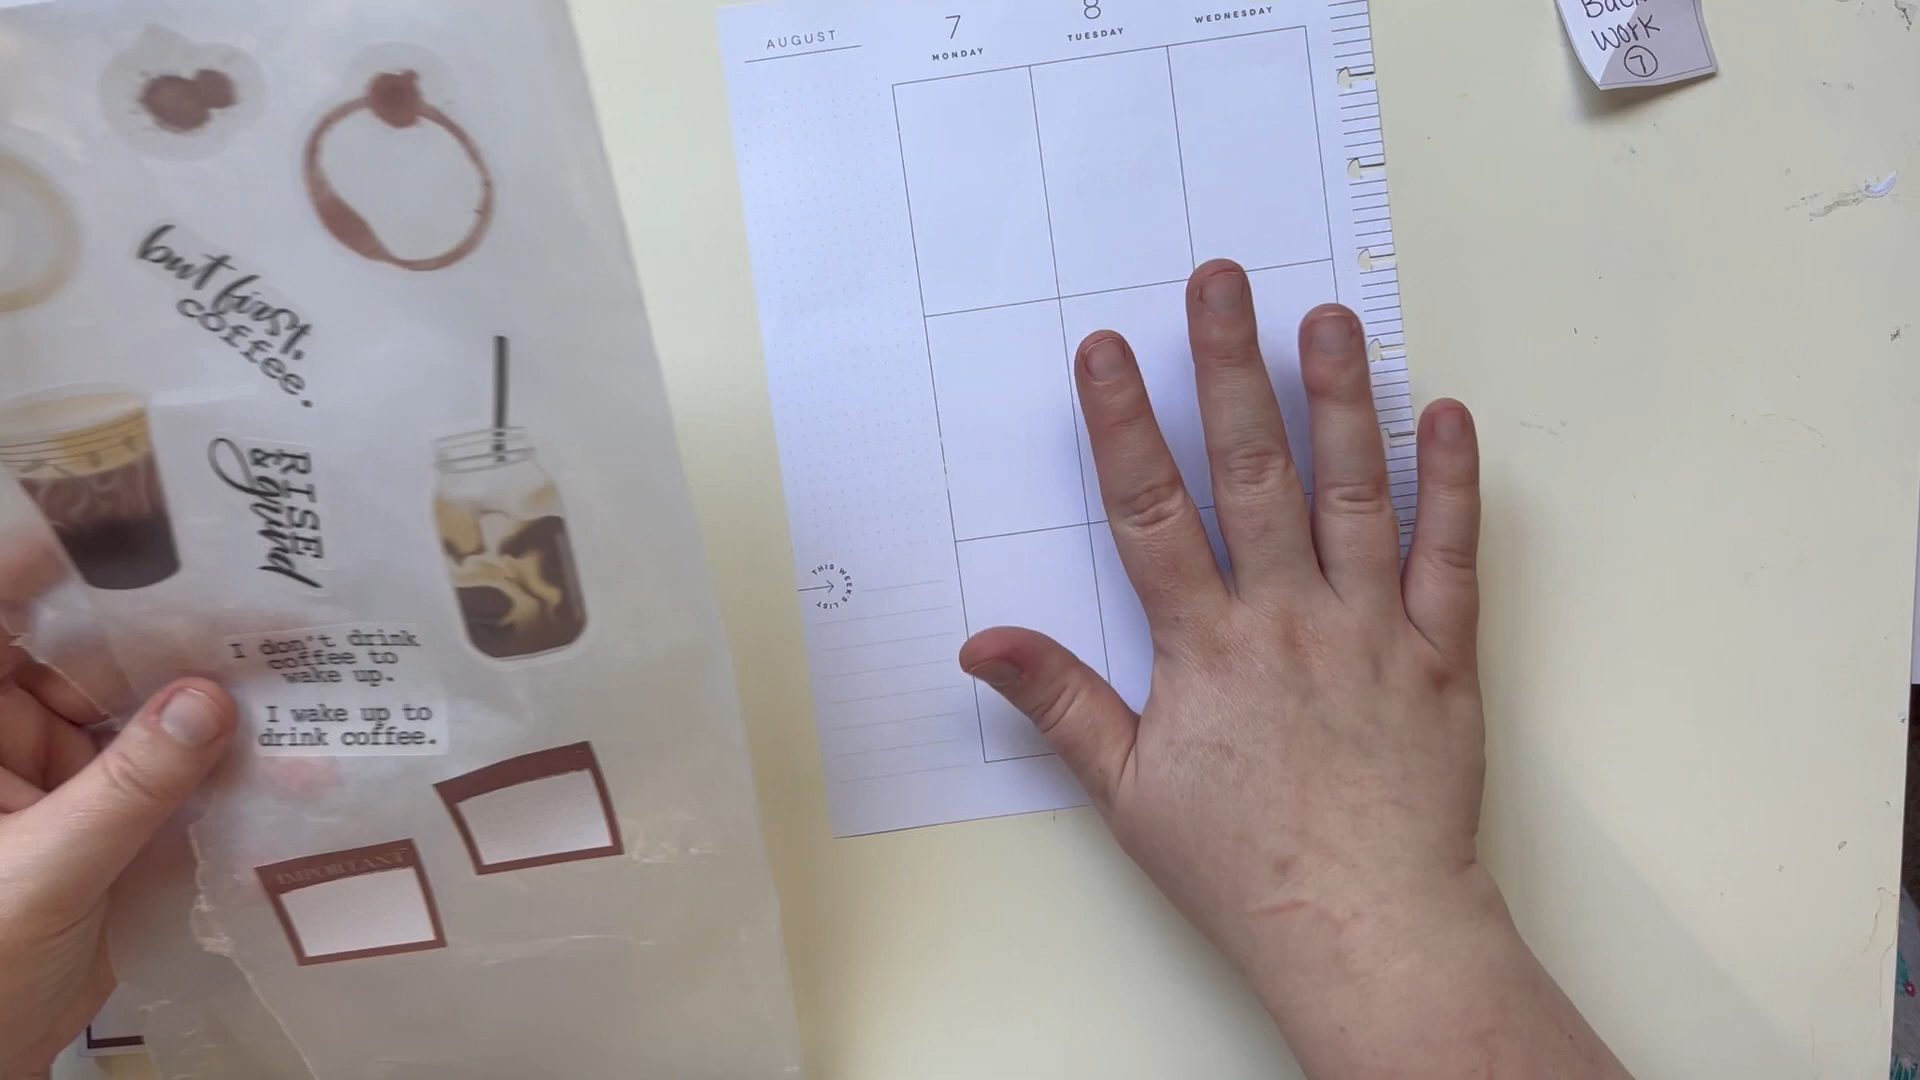 but first,
coffee.
RISE
& grind
I don't drink
coffee to
wake up.
I wake up to
drink coffee.
IMPORTANT
AUGUST
7
MONDAY
8
TUESDAY
WEDNESDAY
THIS WEEK'S LIST
Work
7